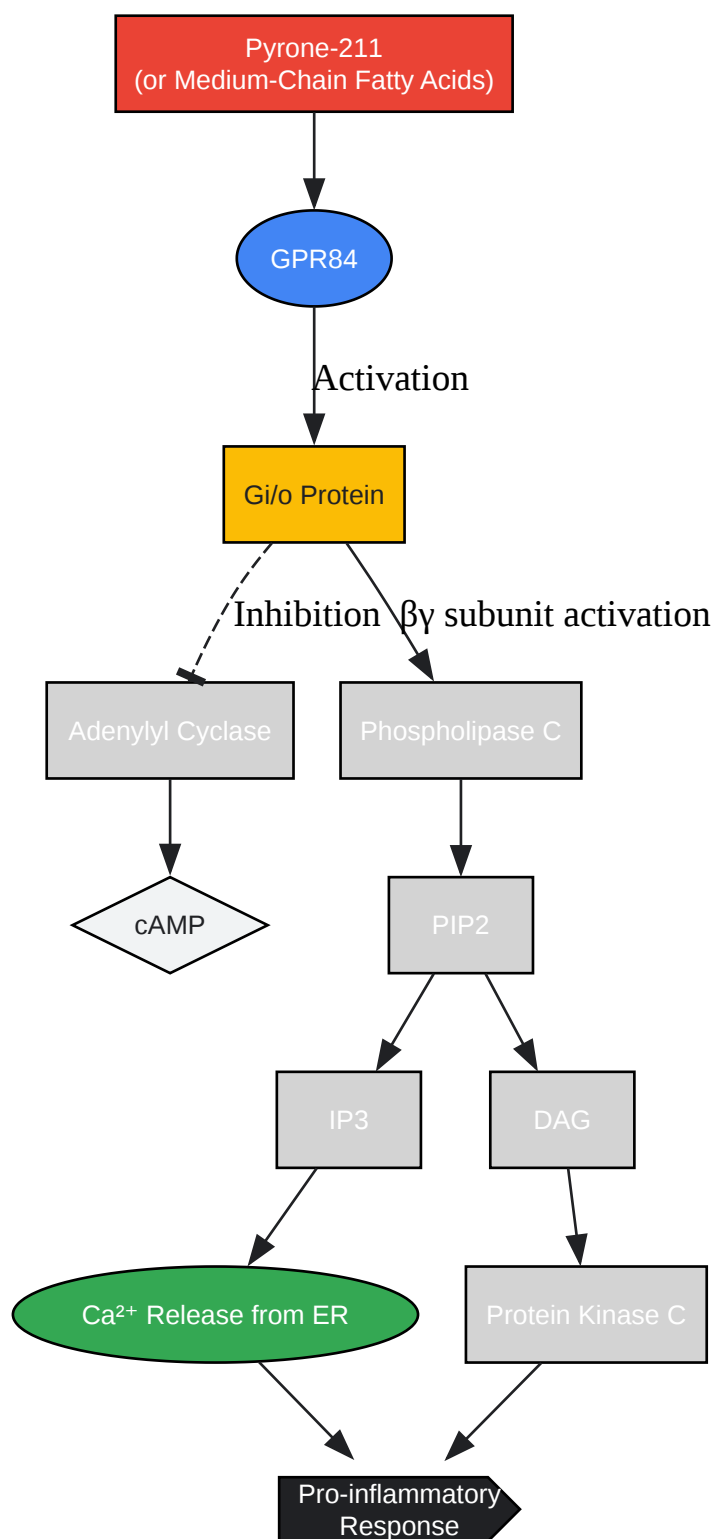 Pyrone-211
(or Medium-Chain Fatty Acids)
GPR84
Activation
Gi/o Protein
Inhibition
βγ subunit activation
Adenylyl Cyclase
Phospholipase C
cAMP
PIP2
IP3
DAG
Ca²⁺ Release from ER
Protein Kinase C
Pro-inflammatory
Response